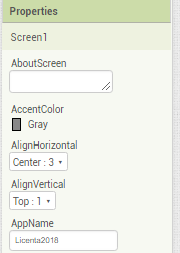 Properties
Screen1
AboutScreen
AccentColor
Gray
AlignHorizontal
Center : 3
AlignVertical
Top : 1
AppName
Licenta2018